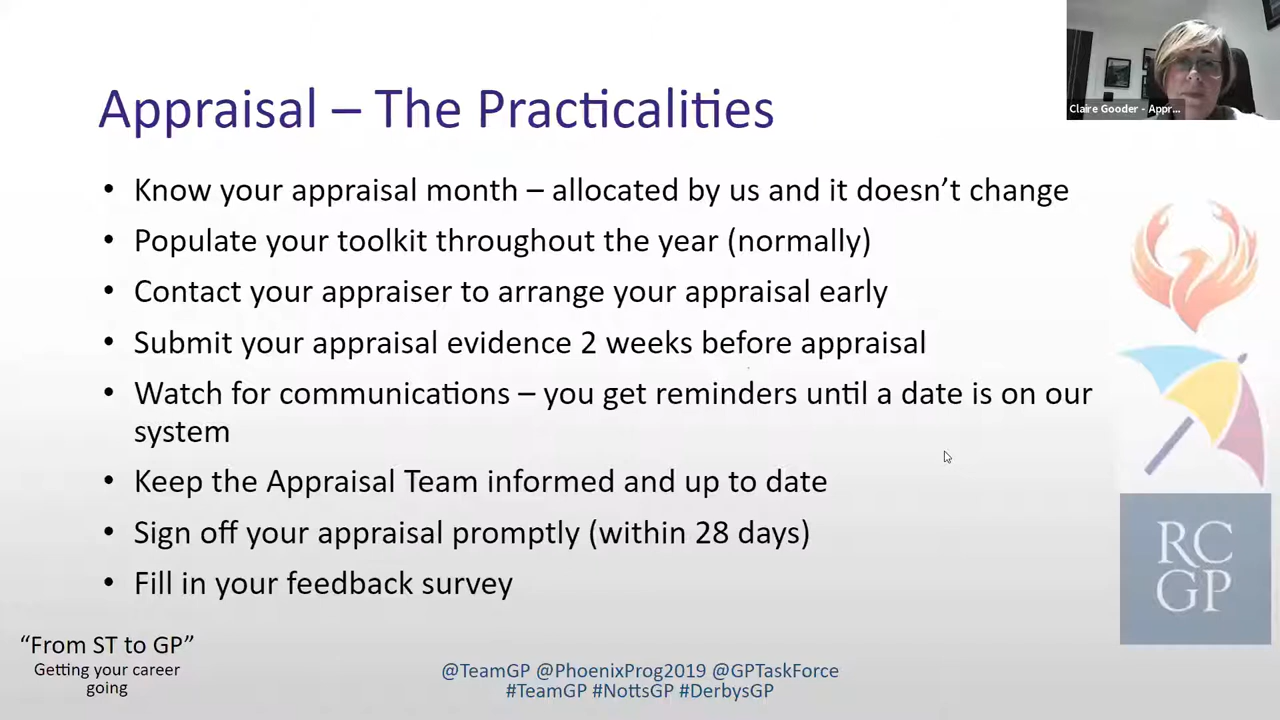 Claire Gooder - Appr...
Appraisal – The Practicalities
• Know your appraisal month – allocated by us and it doesn’t change
• Populate your toolkit throughout the year (normally)
• Contact your appraiser to arrange your appraisal early
• Submit your appraisal evidence 2 weeks before appraisal
• Watch for communications – you get reminders until a date is on our
system
• Keep the Appraisal Team informed and up to date
• Sign off your appraisal promptly (within 28 days)
• Fill in your feedback survey
RC
GP
“From ST to GP”
Getting your career
going
@TeamGP @PhoenixProg2019 @GPTaskForce
#TeamGP #NottsGP #DerbysGP